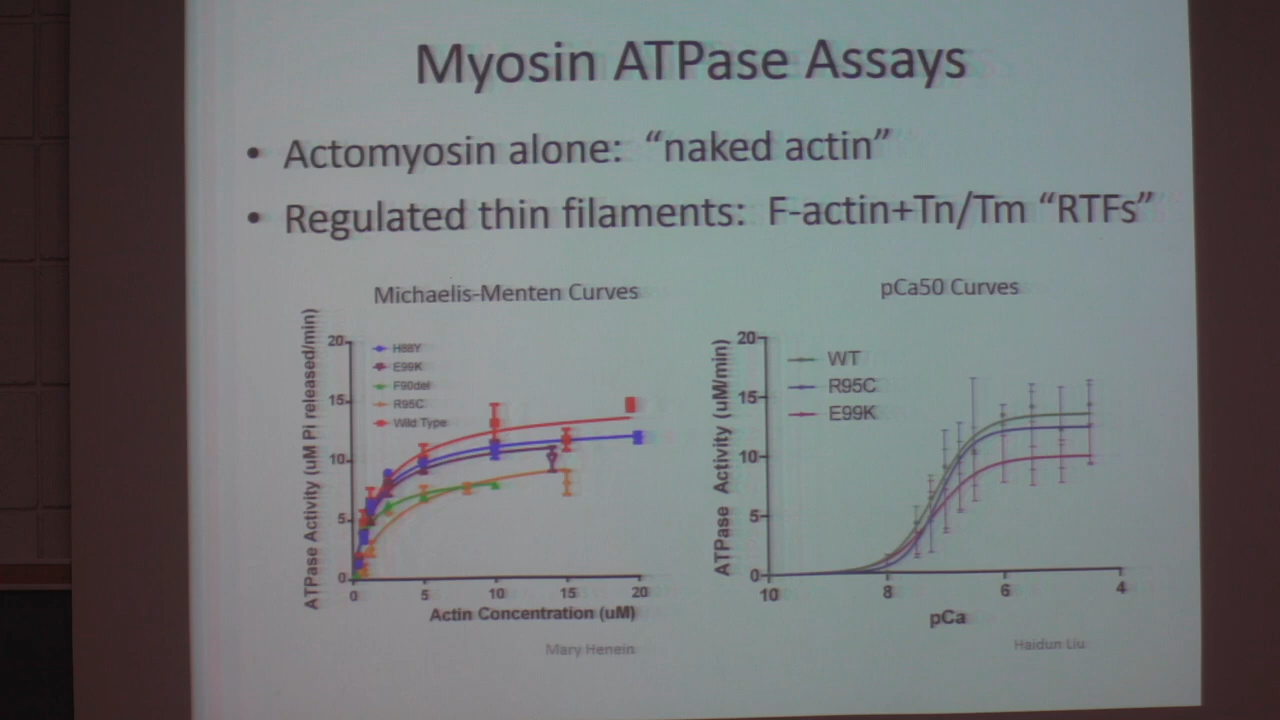 Myosin ATPase Assays
• Actomyosin alone: “naked actin”
• Regulated thin filaments: F-actin+Tn/Tm “RTFs”
Michaelis-Menten Curves
ATPase Activity (uM Pi released/min)
20
15
10
5
0
H88Y
E99K
F90del
R95C
Wild Type
0 5 10 15 20
Actin Concentration (uM)
Mary Henein
pCa50 Curves
ATPase Activity (uM/min)
20
15
10
5
0
WT
R95C
E99K
10 8 6 4
pCa
Haidun Liu